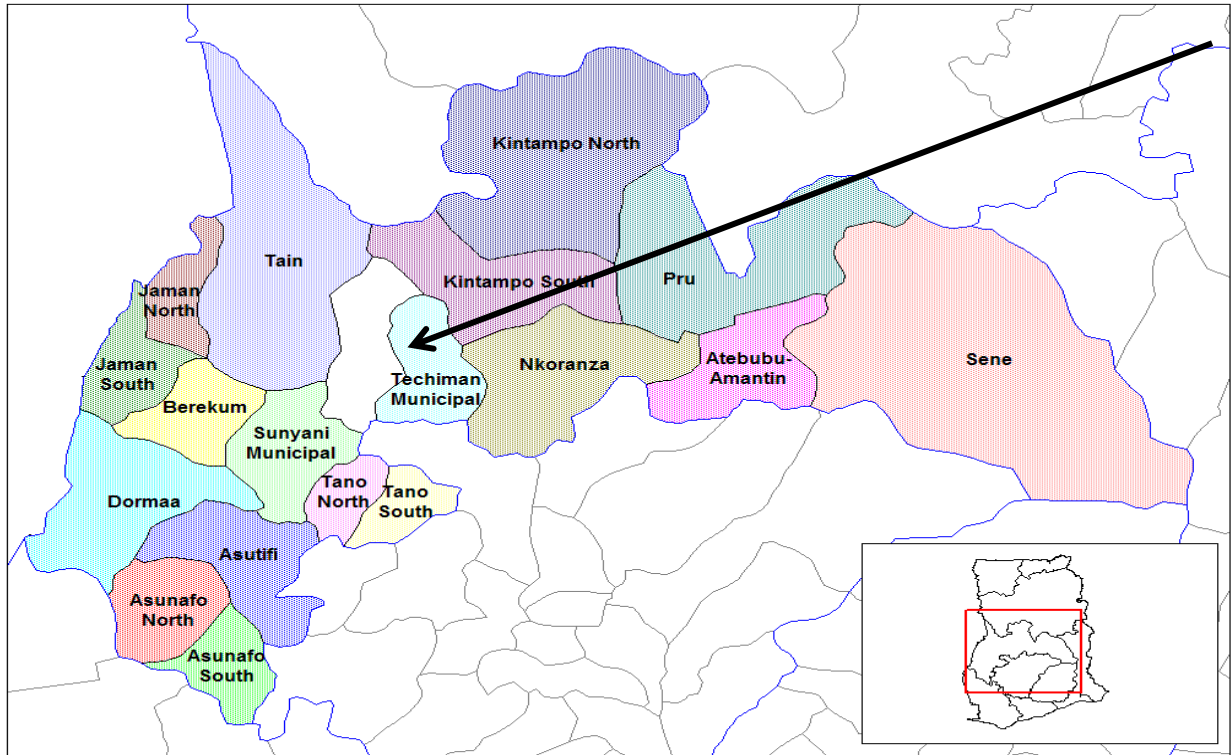 Kintampo North
Tain
Kintampo South
Pru
Jaman
North
Jaman
South
Nkoranza
Atebubu-
Amantin
Sene
Techiman
Municipal
Berekum
Sunyani
Municipal
Tano
North
Tano
South
Dormaa
Asutifi
Asunafo
North
Asunafo
South